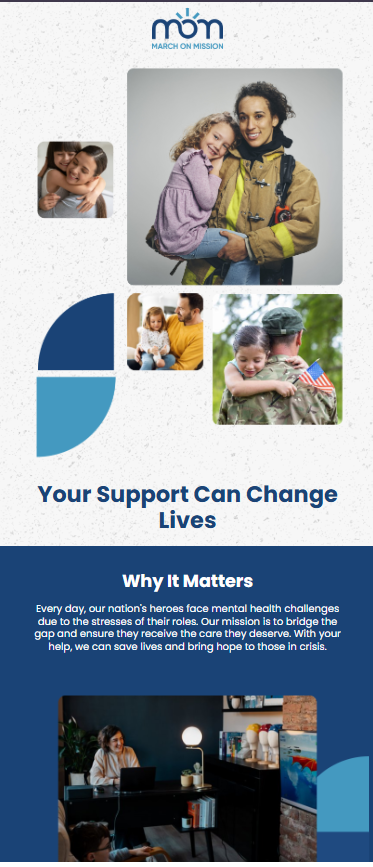 mom
MARCH ON MISSION
Your Support Can Change
Lives
Why It Matters
Every day, our nation's heroes face mental health challenges
due to the stresses of their roles. Our mission is to bridge the
gap and ensure they receive the care they deserve. With your
help, we can save lives and bring hope to those in crisis.